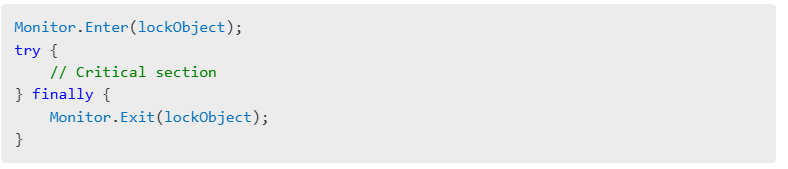 Monitor.Enter(lockObject);
try {
    // Critical section
} finally {
    Monitor.Exit(lockObject);
}